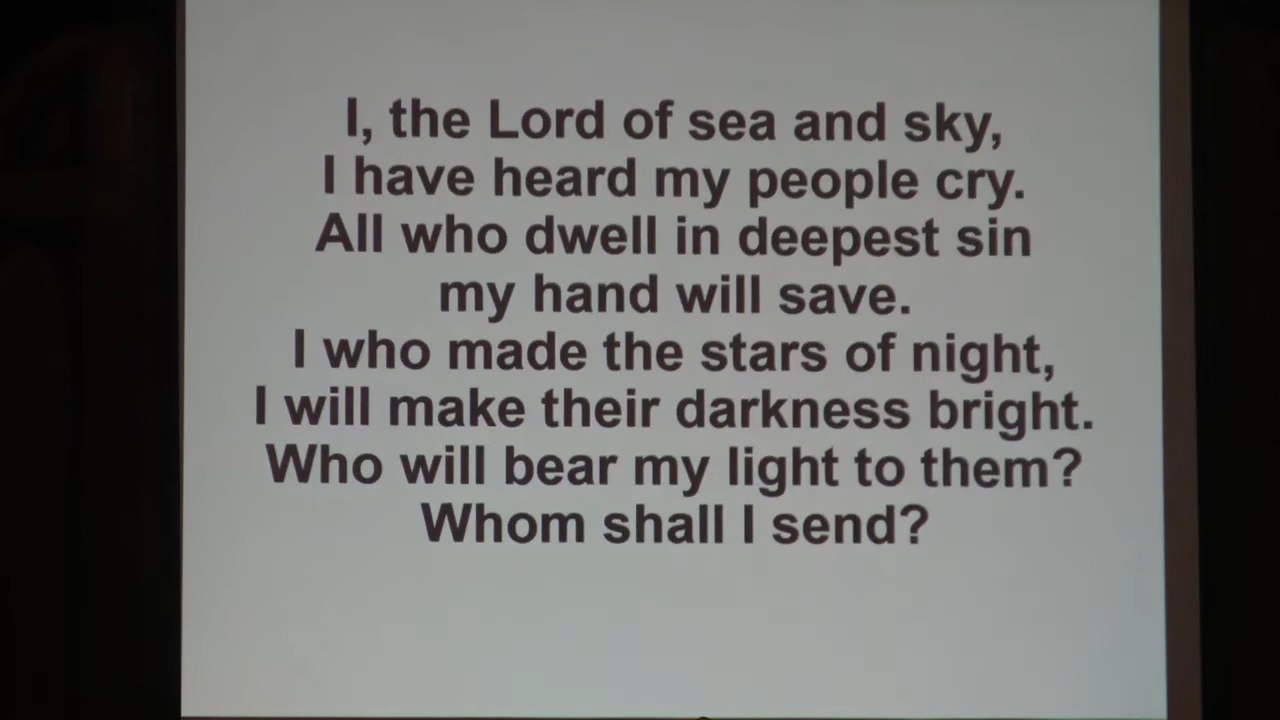 I, the Lord of sea and sky,
I have heard my people cry.
All who dwell in deepest sin
my hand will save.
I who made the stars of night,
I will make their darkness bright.
Who will bear my light to them?
Whom shall I send?